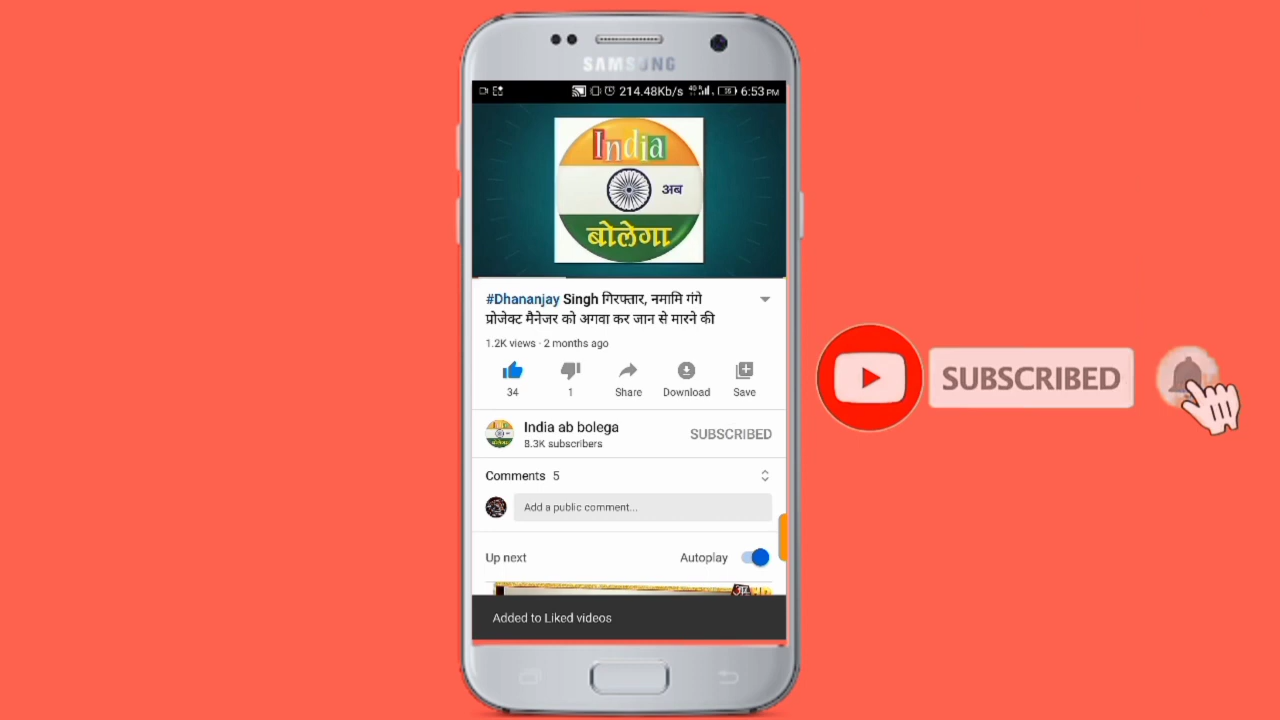 SAMSUNG
214.48Kb/s 6:53 PM
India
अब
बोलेगा
#Dhananjay Singh गिरफ्तार, नमामि गंगे
प्रोजेक्ट मैनेजर को अगवा कर जान से मारने की
1.2K views · 2 months ago
34 1 Share Download Save
India ab bolega
8.3K subscribers
SUBSCRIBED
Comments 5
Add a public comment...
Up next Autoplay
Added to Liked videos
SUBSCRIBED